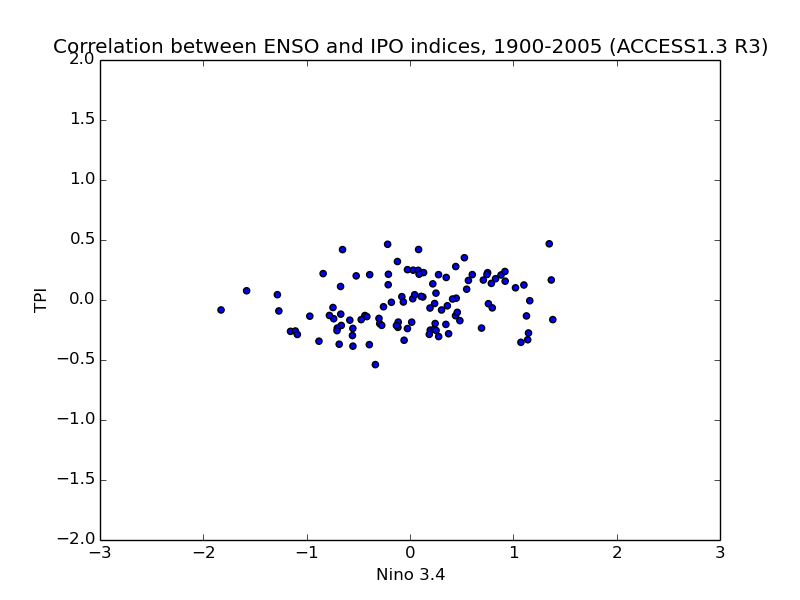 Correlation between ENSO and IPO indices, 1900-2005 (ACCESS1.3 R3)
2.0
1.5
1.0
0.5
0.0
−0.5
−1.0
−1.5
−2.0
TPI
−3 −2 −1 0 1 2 3
Nino 3.4